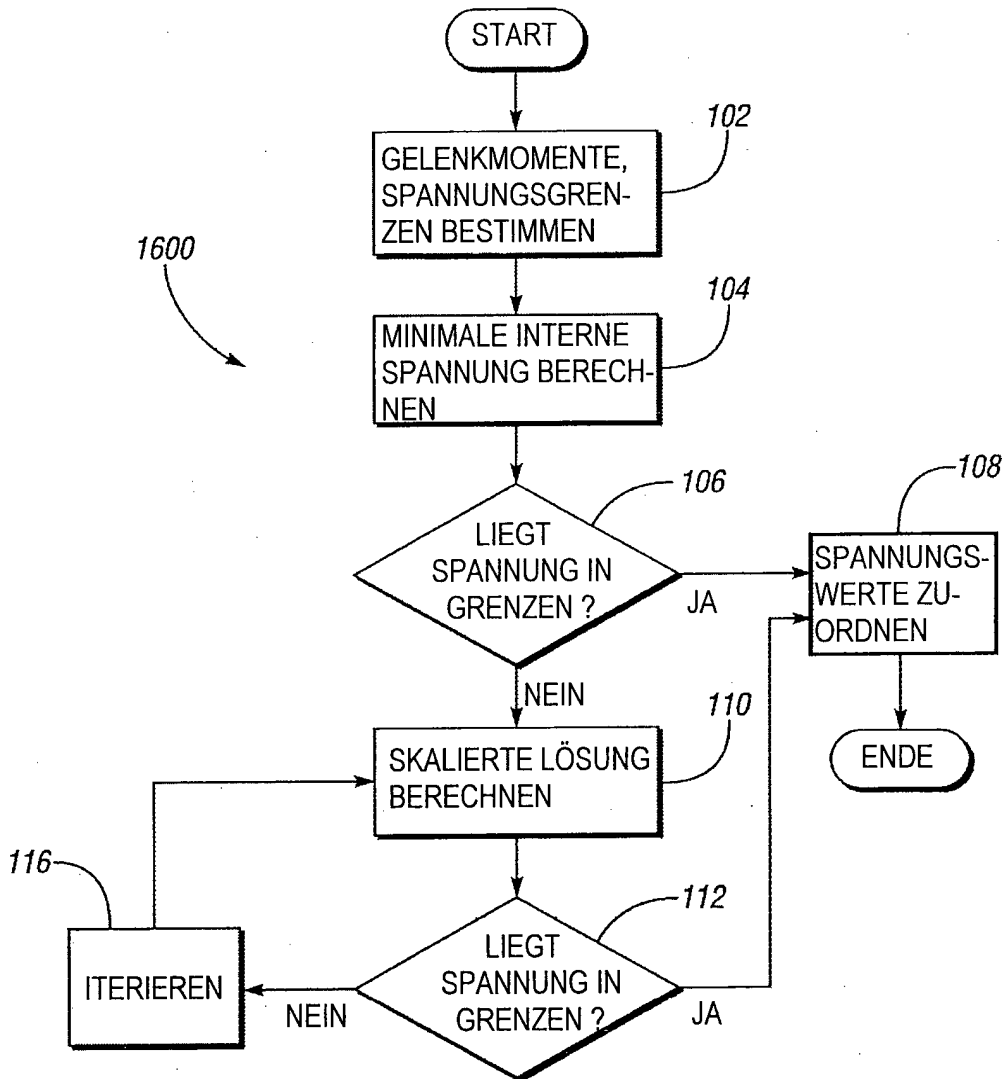 START
102
GELENKMOMENTE,
SPANNUNGSGREN-
ZEN BESTIMMEN
1600
104
MINIMALE INTERNE
SPANNUNG BERECH-
NEN
106
108
LIEGT
SPANNUNG IN
GRENZEN ?
JA
SPANNUNGS-
WERTE ZU-
ORDNEN
NEIN
110
SKALIERTE LÖSUNG
BERECHNEN
ENDE
116
112
LIEGT
SPANNUNG IN
GRENZEN ?
ITERIEREN
NEIN
JA